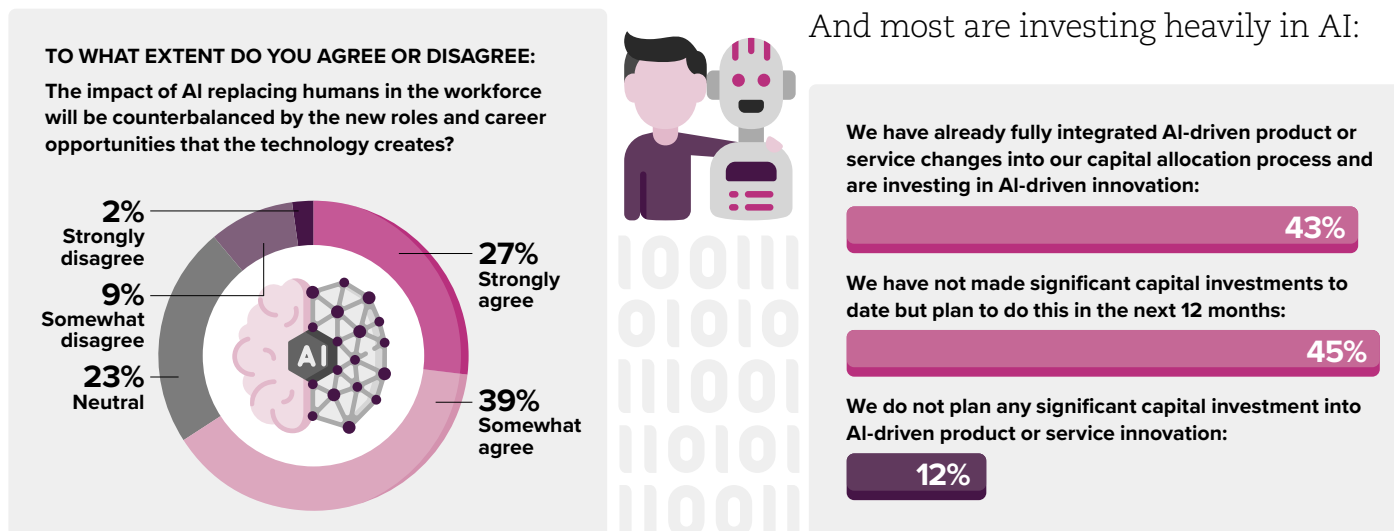 TO WHAT EXTENT DO YOU AGREE OR DISAGREE:
The impact of AI replacing humans in the workforce
will be counterbalanced by the new roles and career
opportunities that the technology creates?
2%
Strongly
disagree
9%
Somewhat
disagree
23%
Neutral
27%
Strongly
agree
39%
Somewhat
agree
AI
100111
01010
11001
110101
110011
And most are investing heavily in AI:
We have already fully integrated AI-driven product or
service changes into our capital allocation process and
are investing in AI-driven innovation:
43%
We have not made significant capital investments to
date but plan to do this in the next 12 months:
45%
We do not plan any significant capital investment into
AI-driven product or service innovation:
12%